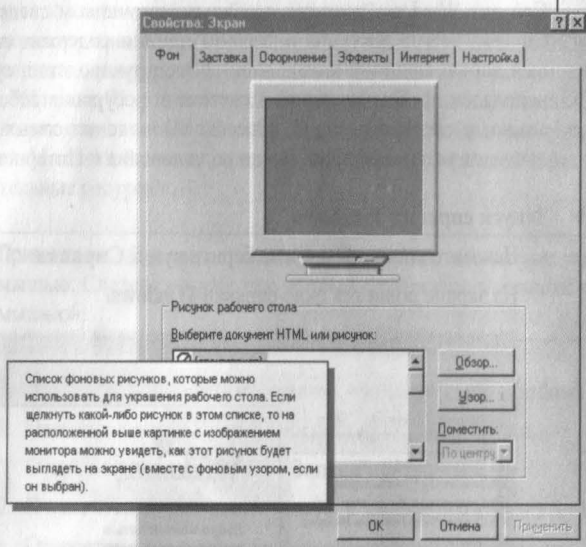 Свойства: Экран
Фон Заставка Оформление Эффекты Интернет Настройка
Рисунок рабочего стола
Выберите документ HTML или рисунок:
Обзор...
Узор...
Поместить:
По центру
Список фоновых рисунков, которые можно
использовать для украшения рабочего стола. Если
щелкнуть какой-либо рисунок в этом списке, то на
расположенной выше картинке с изображением
монитора можно увидеть, как этот рисунок будет
выглядеть на экране (вместе с фоновым узором, если
он выбран).
ОК Отмена Применить